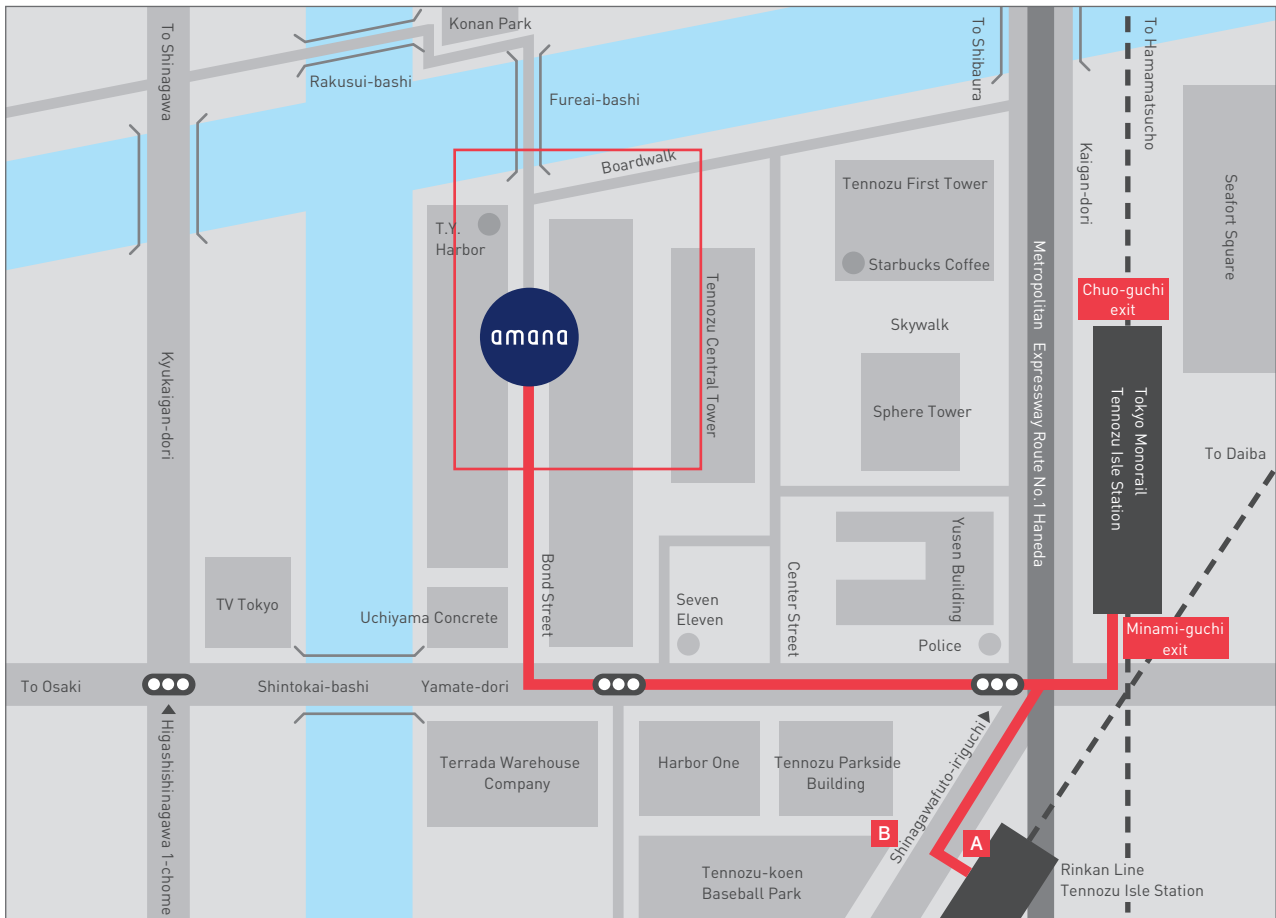 Konan Park
To Shinagawa
To Shibaura
To Hamamatsucho
Rakusui-bashi
Fureai-bashi
Boardwalk
Kaigan-dori
Tennozu First Tower
Seafort Square
T.Y.
Harbor
Starbucks Coffee
Chuo-guchi
exit
amana
Tennozu Central Tower
Skywalk
Metropolitan Expressway Route No.1 Haneda
Kyukaigan-dori
Sphere Tower
Tokyo Monorail
Tennozu Isle Station
To Daiba
Yusen Building
Bond Street
Center Street
TV Tokyo
Uchiyama Concrete
Seven
Eleven
Police
Minami-guchi
exit
To Osaki
Shintokai-bashi
Yamate-dori
Higashishinagawa 1-chome
Shinagawafuto-iriguchi
Terrada Warehouse
Company
Harbor One
Tennozu Parkside
Building
B
A
Tennozu-koen
Baseball Park
Rinkan Line
Tennozu Isle Station